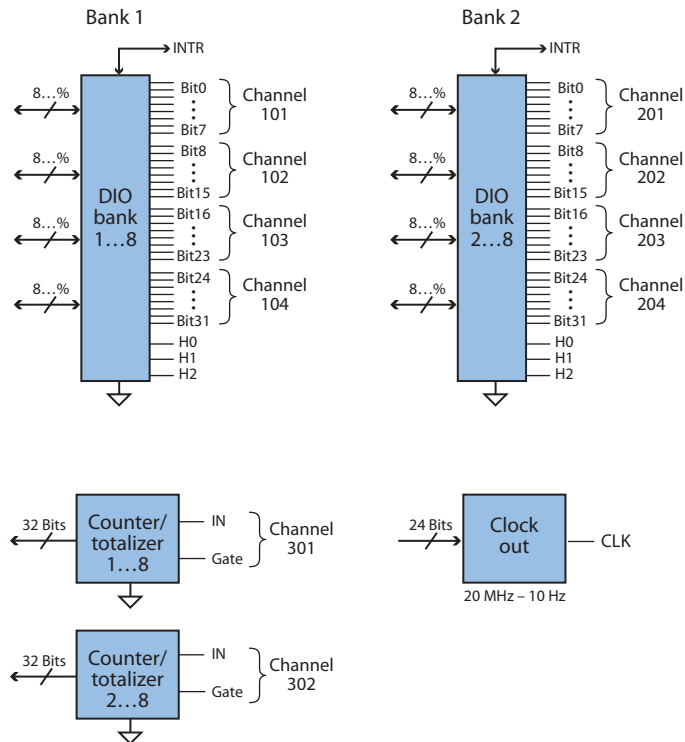 Bank 1
INTR
8...%
8...%
8...%
8...%
DIO
bank
1...8
Bit0
Bit7
Channel
101
Bit8
Bit15
Channel
102
Bit16
Bit23
Channel
103
Bit24
Bit31
Channel
104
H0
H1
H2
Bank 2
INTR
8...%
8...%
8...%
8...%
DIO
bank
2...8
Bit0
Bit7
Channel
201
Bit8
Bit15
Channel
202
Bit16
Bit23
Channel
203
Bit24
Bit31
Channel
204
H0
H1
H2
32 Bits
Counter/
totalizer
1...8
IN
Gate
Channel
301
24 Bits
Clock
out
CLK
20 MHz – 10 Hz
32 Bits
Counter/
totalizer
2...8
IN
Gate
Channel
302